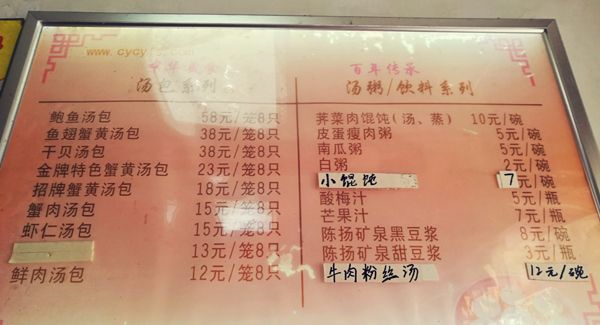 中华美食
汤包系列
鲍鱼汤包 58元/笼8只
鱼翅蟹黄汤包 38元/笼8只
干贝汤包 38元/笼8只
金牌特色蟹黄汤包 23元/笼8只
招牌蟹黄汤包 18元/笼8只
蟹肉汤包 15元/笼8只
虾仁汤包 15元/笼8只
13元/笼8只
鲜肉汤包 12元/笼8只
百年传承
汤粥/饮料系列
荠菜肉馄饨(汤、蒸) 10元/碗
皮蛋瘦肉粥 5元/碗
南瓜粥 5元/碗
白粥 2元/碗
小馄饨 7元/碗
酸梅汁 5元/瓶
芒果汁 7元/瓶
陈扬矿泉黑豆浆 8元/碗
陈扬矿泉甜豆浆 3元/瓶
牛肉粉丝汤 12元/碗